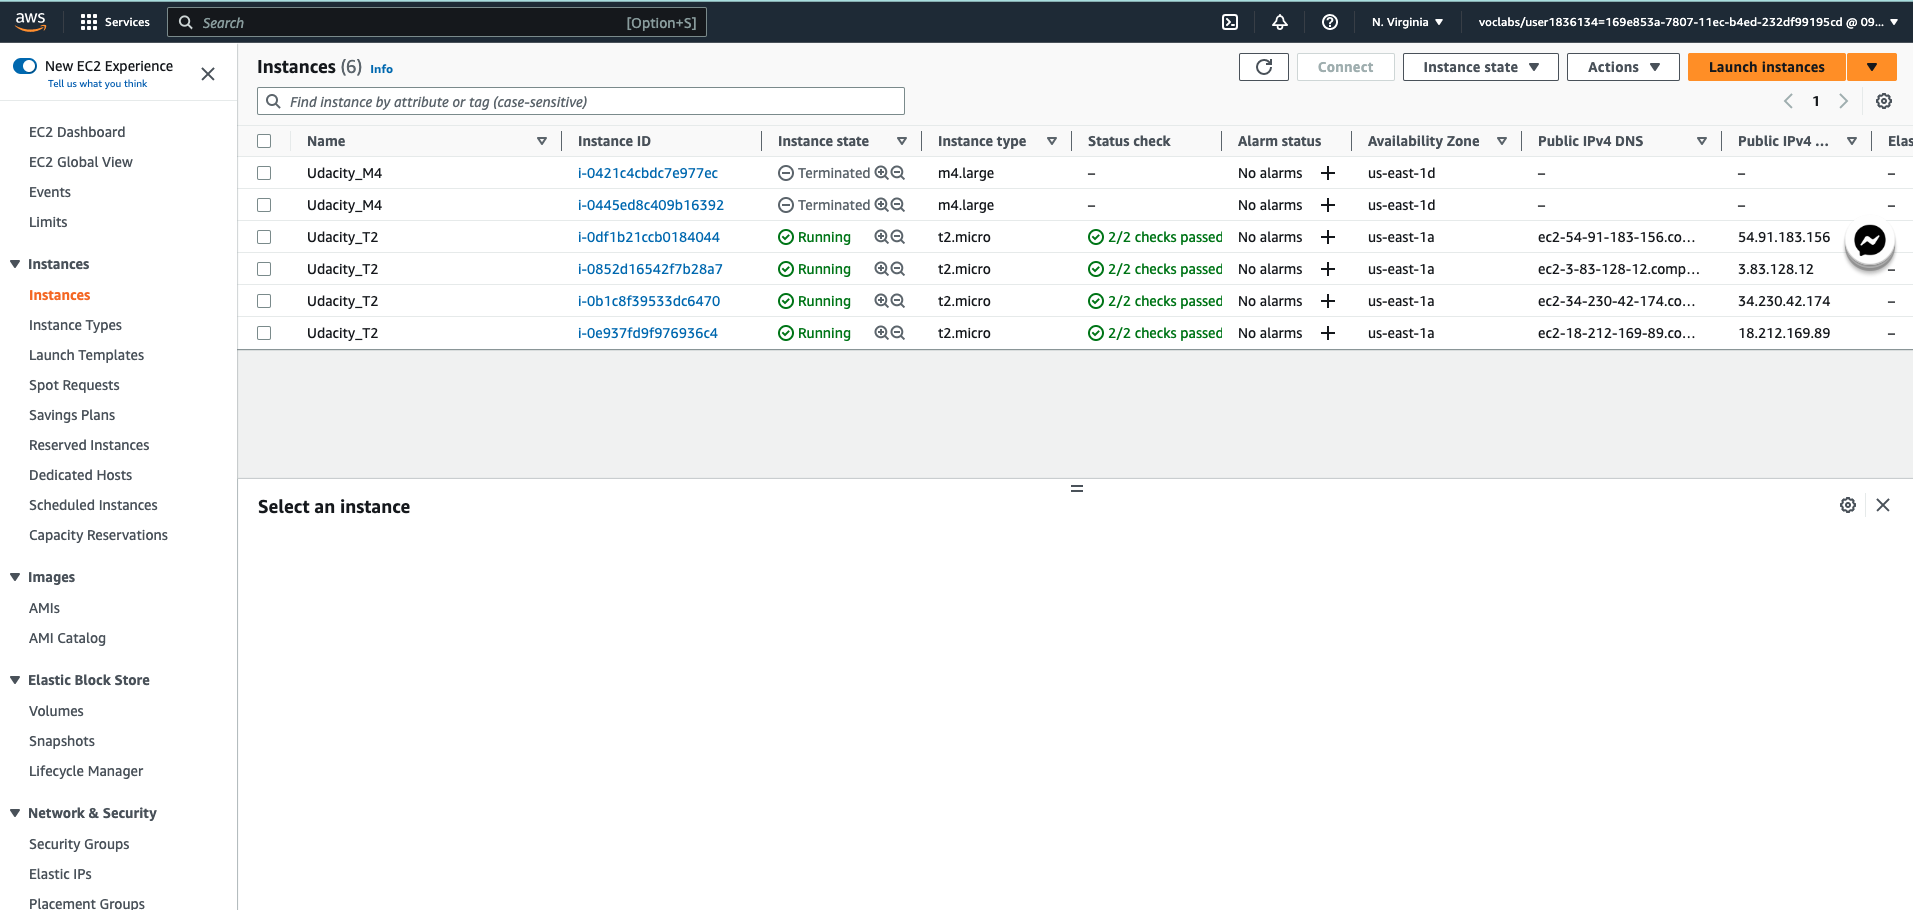 aws Services Search [Option+S] N. Virginia ▼ voclabs/user1836134=169e853a-7807-11ec-b4ed-232df99195cd @ 09... ▼
New EC2 Experience
Tell us what you think
EC2 Dashboard
EC2 Global View
Events
Limits
Instances
Instances
Instance Types
Launch Templates
Spot Requests
Savings Plans
Reserved Instances
Dedicated Hosts
Scheduled Instances
Capacity Reservations
Images
AMIs
AMI Catalog
Elastic Block Store
Volumes
Snapshots
Lifecycle Manager
Network & Security
Security Groups
Elastic IPs
Placement Groups
Instances (6) Info Connect Instance state ▼ Actions ▼ Launch instances ▼
Find instance by attribute or tag (case-sensitive) 1
Name Instance ID Instance state Instance type Status check Alarm status Availability Zone Public IPv4 DNS Public IPv4 ... Elas
Udacity_M4 i-0421c4cbdc7e977ec Terminated m4.large – No alarms + us-east-1d – – –
Udacity_M4 i-0445ed8c409b16392 Terminated m4.large – No alarms + us-east-1d – – –
Udacity_T2 i-0df1b21ccb0184044 Running t2.micro 2/2 checks passed No alarms + us-east-1a ec2-54-91-183-156.co... 54.91.183.156
Udacity_T2 i-0852d16542f7b28a7 Running t2.micro 2/2 checks passed No alarms + us-east-1a ec2-3-83-128-12.comp... 3.83.128.12 –
Udacity_T2 i-0b1c8f39533dc6470 Running t2.micro 2/2 checks passed No alarms + us-east-1a ec2-34-230-42-174.co... 34.230.42.174 –
Udacity_T2 i-0e937fd9f976936c4 Running t2.micro 2/2 checks passed No alarms + us-east-1a ec2-18-212-169-89.co... 18.212.169.89 –
Select an instance